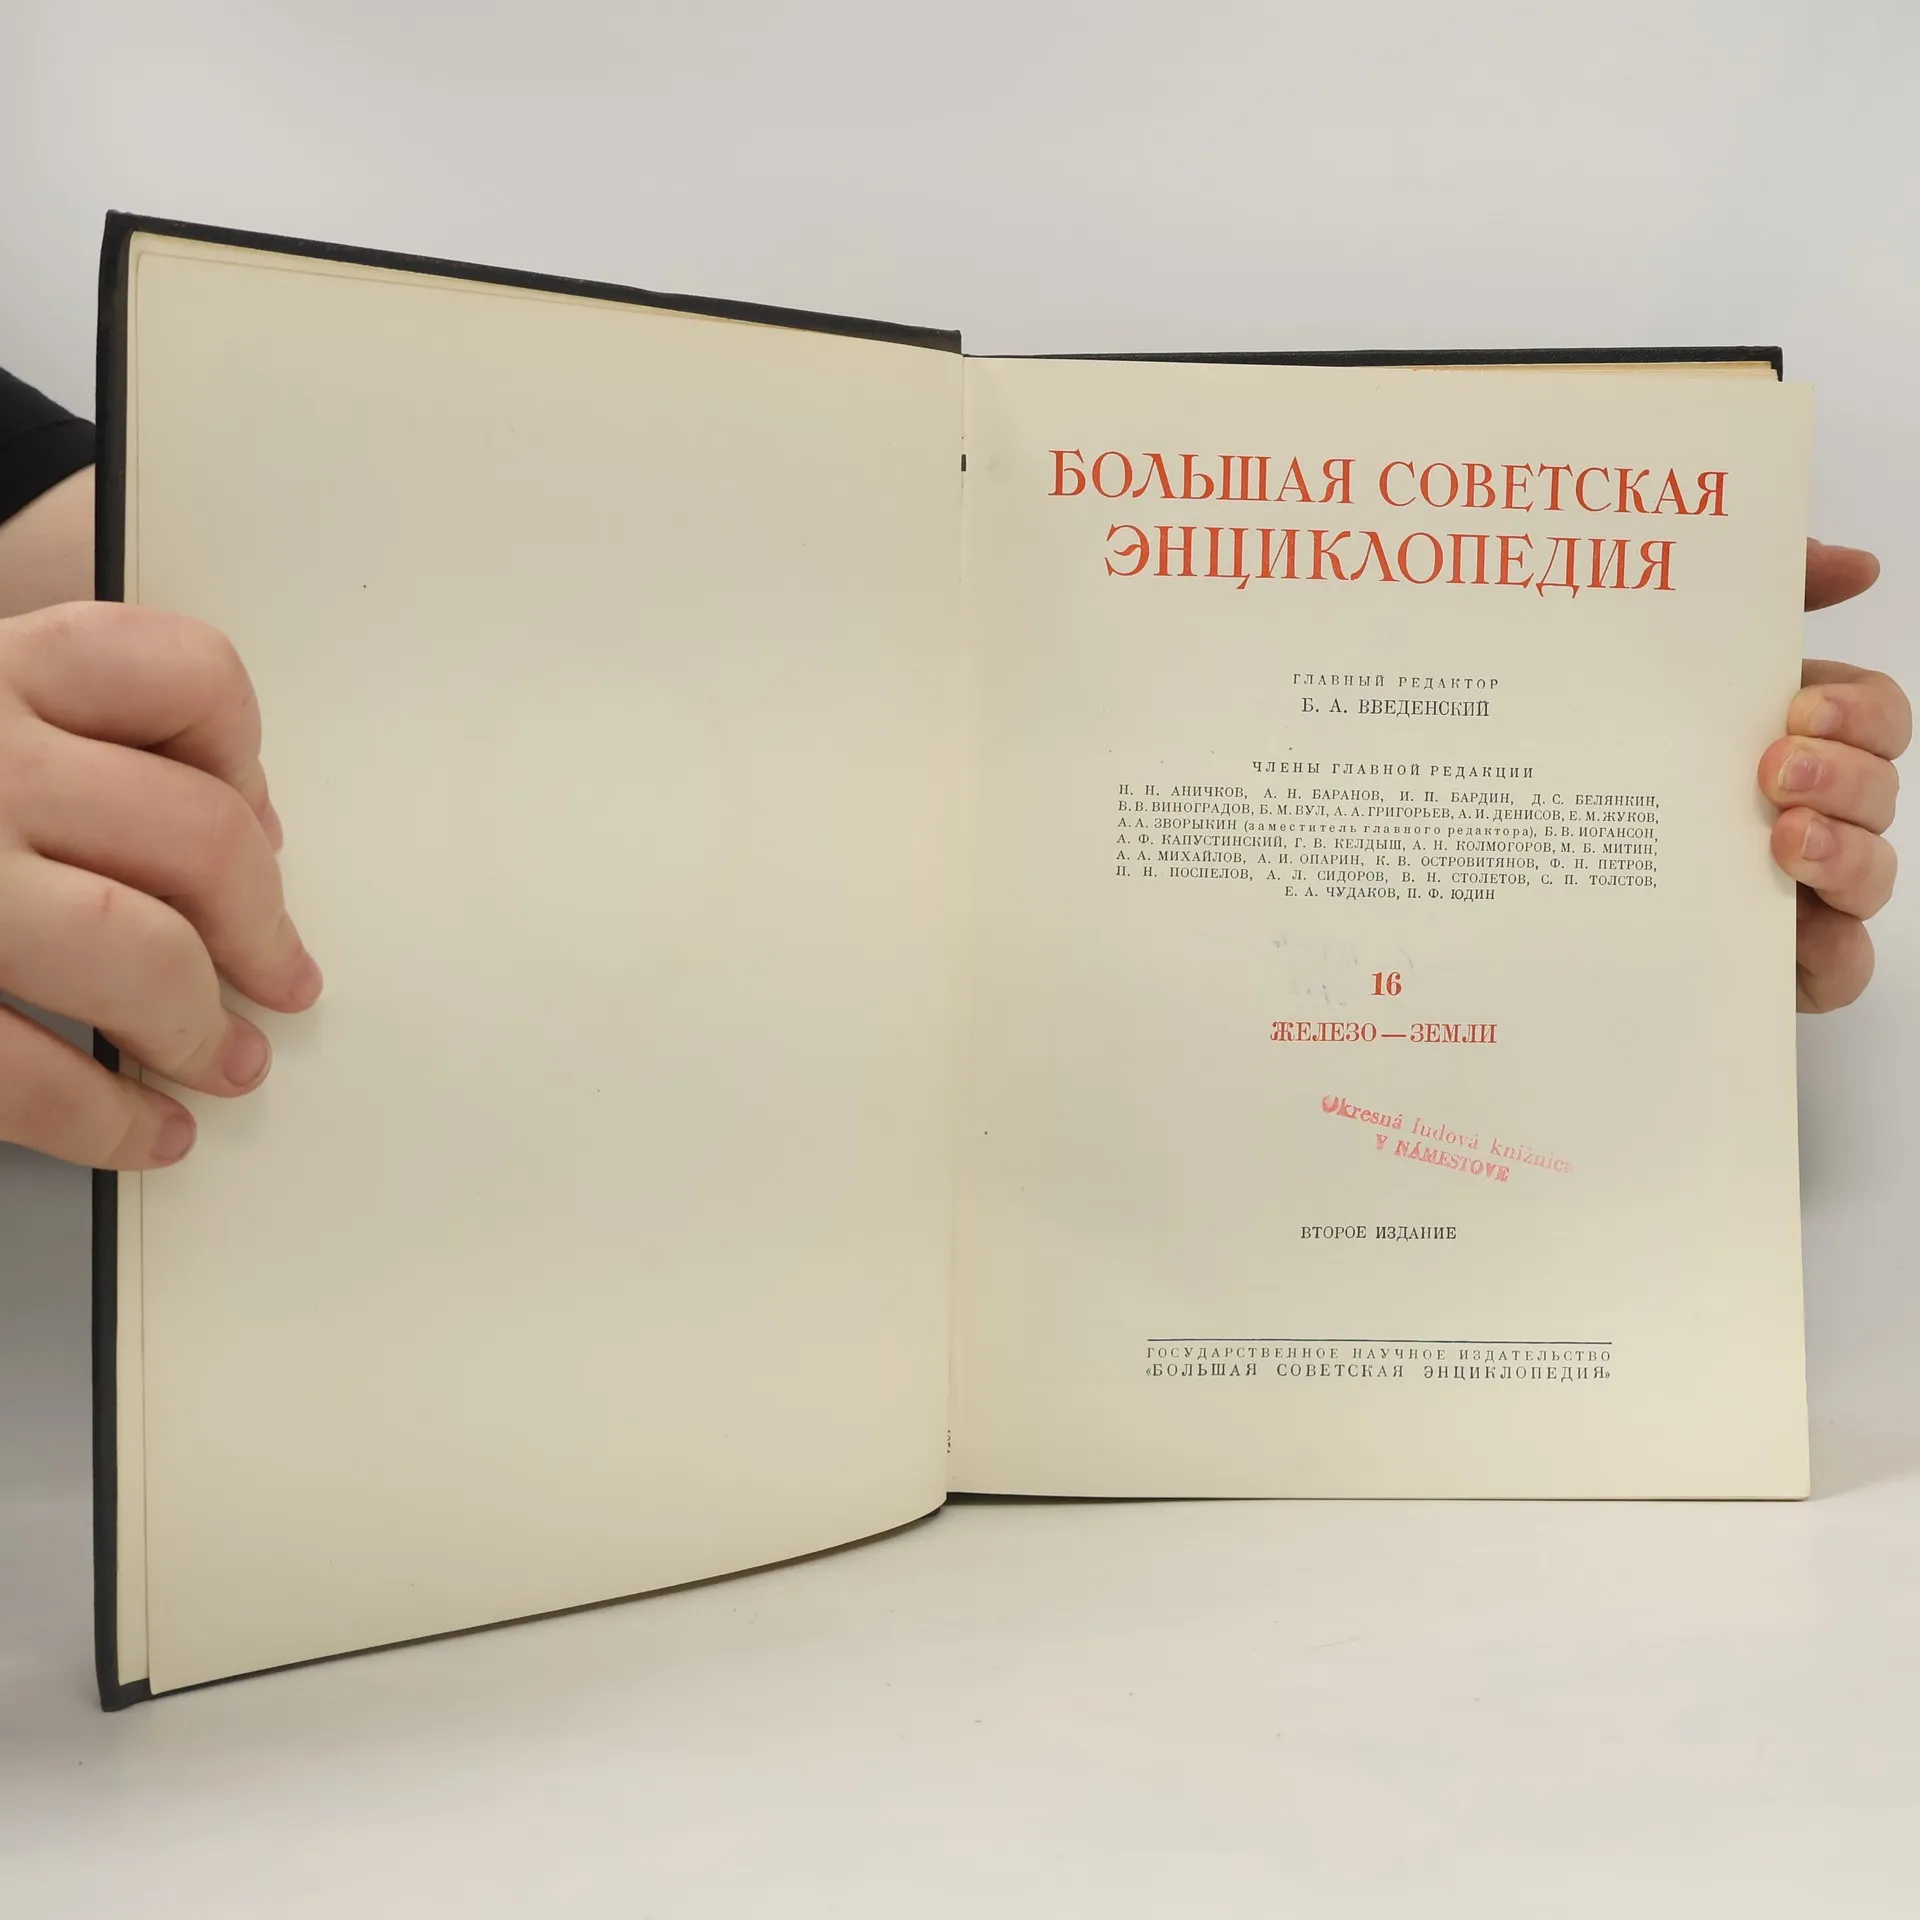 БОЛЬШАЯ СОВЕТСКАЯ
ЭНЦИКЛОПЕДИЯ
ГЛАВНЫЙ РЕДАКТОР
Б. А. ВВЕДЕНСКИЙ
ЧЛЕНЫ ГЛАВНОЙ РЕДАКЦИИ
Н. Н. АНИЧКОВ, А. Н. БАРАНОВ, И. П. БАРДИН, Д. С. БЕЛЯНКИН,
В. В. ВИНОГРАДОВ, Б. М. ВУЛ, А. А. ГРИГОРЬЕВ, А. И. ДЕНИСОВ, Е. М. ЖУКОВ,
А. А. ЗВОРЫКИН (заместитель главного редактора), Б. В. ИОГАНСОН,
А. Ф. КАПУСТИНСКИЙ, Г. В. КЕЛДЫШ, А. Н. КОЛМОГОРОВ, М. Б. МИТИН,
А. А. МИХАЙЛОВ, А. И. ОПАРИН, К. В. ОСТРОВИТЯНОВ, Ф. Н. ПЕТРОВ,
П. Н. ПОСПЕЛОВ, А. Л. СИДОРОВ, В. Н. СТОЛЕТОВ, С. П. ТОЛСТОВ,
Е. А. ЧУДАКОВ, П. Ф. ЮДИН
16
ЖЕЛЕЗО — ЗЕМЛИ
Okresná ľudová knižnica
V NÁMESTOVE
ВТОРОЕ ИЗДАНИЕ
ГОСУДАРСТВЕННОЕ НАУЧНОЕ ИЗДАТЕЛЬСТВО
«БОЛЬШАЯ СОВЕТСКАЯ ЭНЦИКЛОПЕДИЯ»